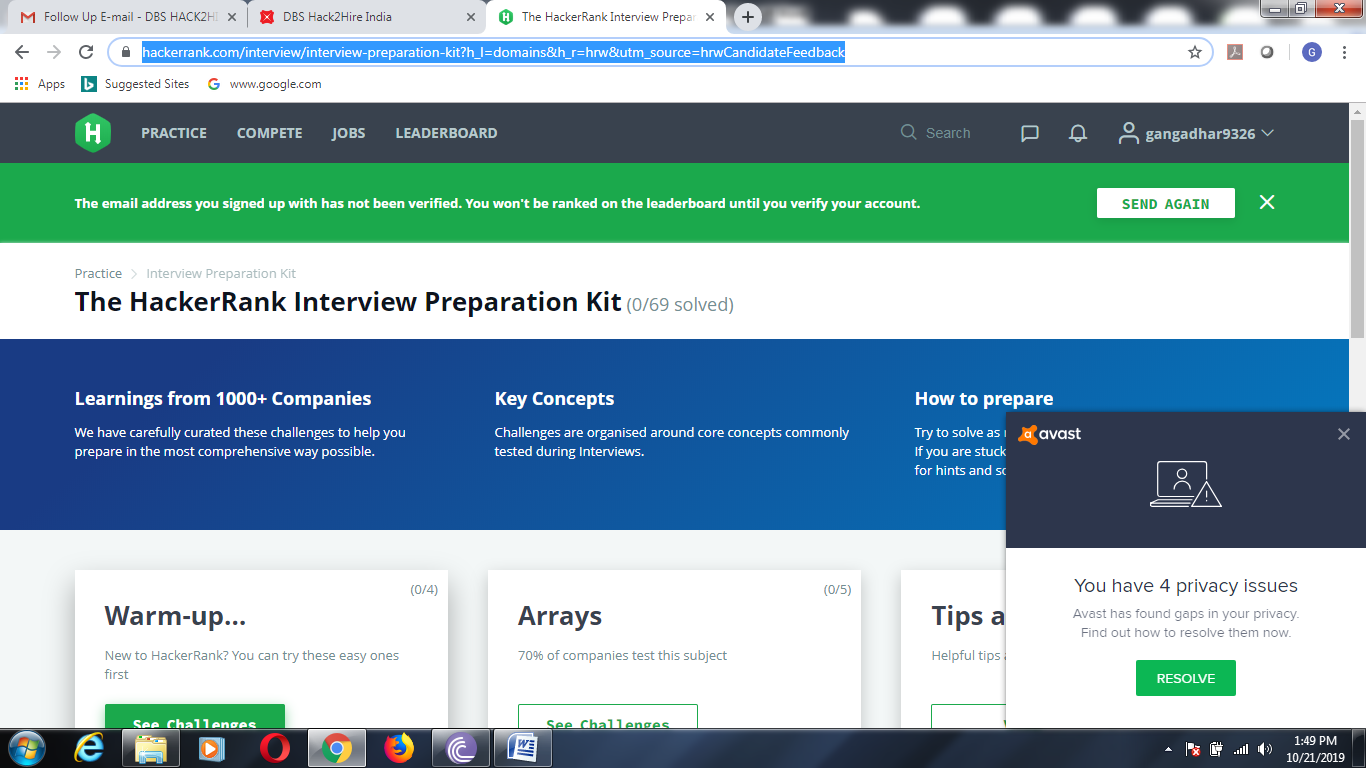 Follow Up E-mail - DBS HACK2HI
DBS Hack2Hire India
The HackerRank Interview Prepar
hackerrank.com/interview/interview-preparation-kit?h_l=domains&h_r=hrw&utm_source=hrwCandidateFeedback
G
Apps
Suggested Sites
www.google.com
H
PRACTICE
COMPETE
JOBS
LEADERBOARD
Search
gangadhar9326
The email address you signed up with has not been verified. You won't be ranked on the leaderboard until you verify your account.
SEND AGAIN
Practice
Interview Preparation Kit
The HackerRank Interview Preparation Kit (0/69 solved)
Learnings from 1000+ Companies
We have carefully curated these challenges to help you
prepare in the most comprehensive way possible.
Key Concepts
Challenges are organised around core concepts commonly
tested during Interviews.
How to prepare
Try to solve as
If you are stuck
for hints and
(0/4)
Warm-up...
New to HackerRank? You can try these easy ones
first
See Challenges
(0/5)
Arrays
70% of companies test this subject
See Challenges
Tips a
Helpful tips
avast
You have 4 privacy issues
Avast has found gaps in your privacy.
Find out how to resolve them now.
RESOLVE
1:49 PM
10/21/2019